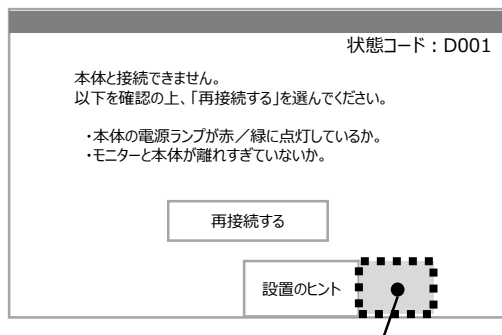 状態コード：D001
本体と接続できません。
以下を確認の上、「再接続する」を選んでください。
・本体の電源ランプが赤／緑に点灯しているか。
・モニターと本体が離れすぎていないか。
再接続する
設置のヒント